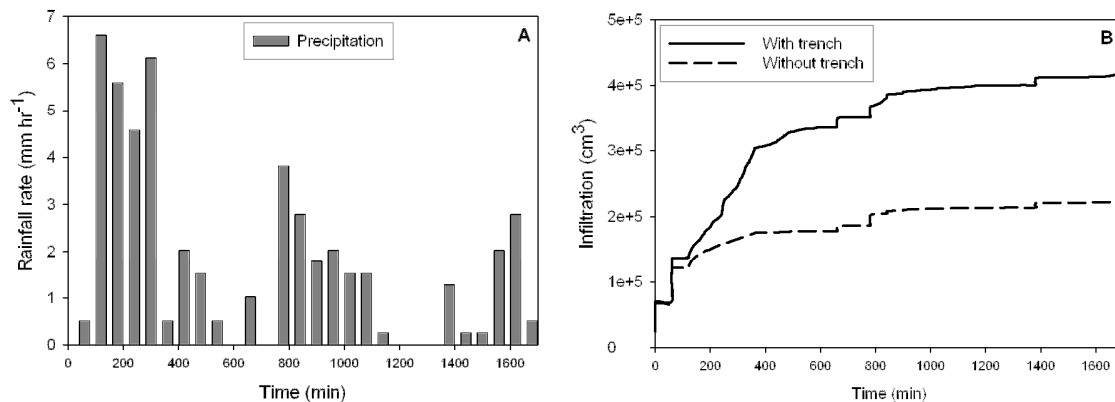 7
6
5
4
3
2
1
0
Rainfall rate (mm hr⁻¹)
Precipitation
A
0 200 400 600 800 1000 1200 1400 1600
Time (min)
5e+5
4e+5
3e+5
2e+5
1e+5
0
Infiltration (cm³)
With trench
Without trench
B
0 200 400 600 800 1000 1200 1400 1600
Time (min)